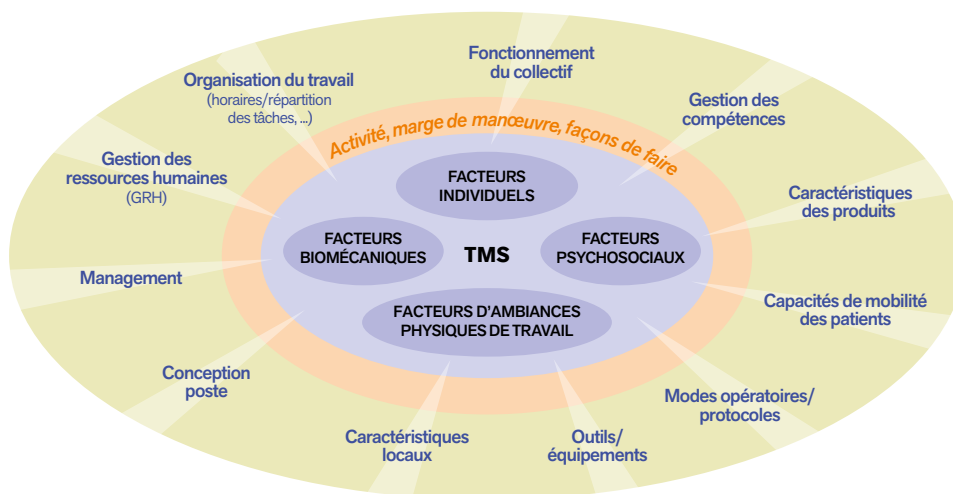 Fonctionnement
du collectif
Organisation du travail
(horaires/répartition
des tâches, ...)
Gestion des
compétences
Activité, marge de manœuvre, façons de faire
Gestion des
ressources humaines
(GRH)
FACTEURS
INDIVIDUELS
Caractéristiques
des produits
FACTEURS
BIOMÉCANIQUES
TMS
FACTEURS
PSYCHOSOCIAUX
Management
Capacités de mobilité
des patients
FACTEURS D'AMBIANCES
PHYSIQUES DE TRAVAIL
Conception
poste
Modes opératoires/
protocoles
Caractéristiques
locaux
Outils/
équipements